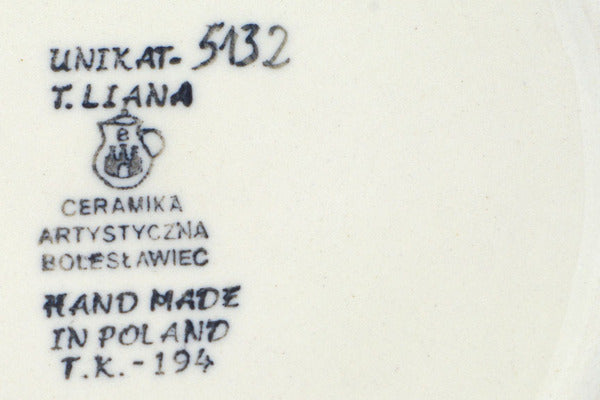 UNIKAT- 5132
T. LIANA
e
CERAMIKA
ARTYSTYCZNA
BOLESŁAWIEC
HAND MADE
IN POLAND
T.K.-194